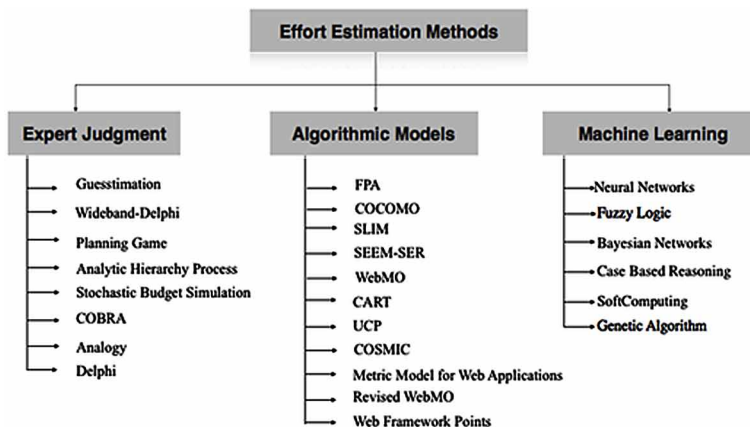 Effort Estimation Methods
Expert Judgment
Guesstimation
Wideband-Delphi
Planning Game
Analytic Hierarchy Process
Stochastic Budget Simulation
COBRA
Analogy
Delphi
Algorithmic Models
FPA
COCOMO
SLIM
SEEM-SER
WebMO
CART
UCP
COSMIC
Metric Model for Web Applications
Revised WebMO
Web Framework Points
Machine Learning
Neural Networks
Fuzzy Logic
Bayesian Networks
Case Based Reasoning
SoftComputing
Genetic Algorithm